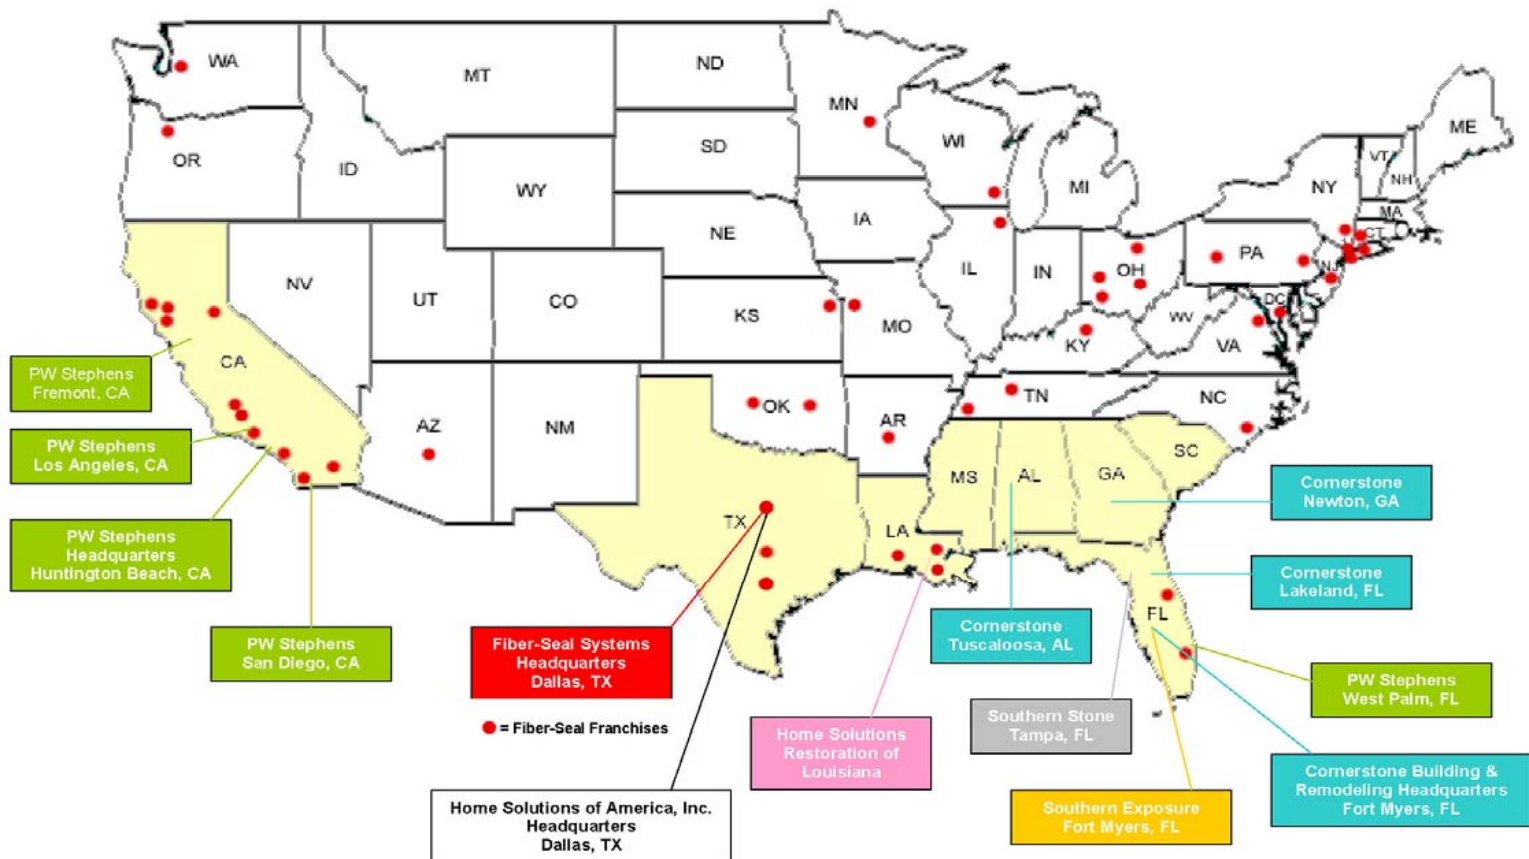 WA
MT
ND
MN
ME
OR
ID
SD
WI
MI
VT
NH
NY
WY
MA
IA
CT
NE
PA
NJ
NV
UT
CO
IL
IN
OH
DC
KS
MO
WV
VA
CA
KY
PW Stephens
Fremont, CA
AZ
NM
OK
AR
TN
NC
PW Stephens
Los Angeles, CA
MS
AL
GA
SC
Cornerstone
Newton, GA
TX
LA
PW Stephens
Headquarters
Huntington Beach, CA
Cornerstone
Lakeland, FL
FL
PW Stephens
San Diego, CA
Fiber-Seal Systems
Headquarters
Dallas, TX
Cornerstone
Tuscaloosa, AL
PW Stephens
West Palm, FL
= Fiber-Seal Franchises
Home Solutions
Restoration of
Louisiana
Southern Stone
Tampa, FL
Home Solutions of America, Inc.
Headquarters
Dallas, TX
Southern Exposure
Fort Myers, FL
Cornerstone Building &
Remodeling Headquarters
Fort Myers, FL